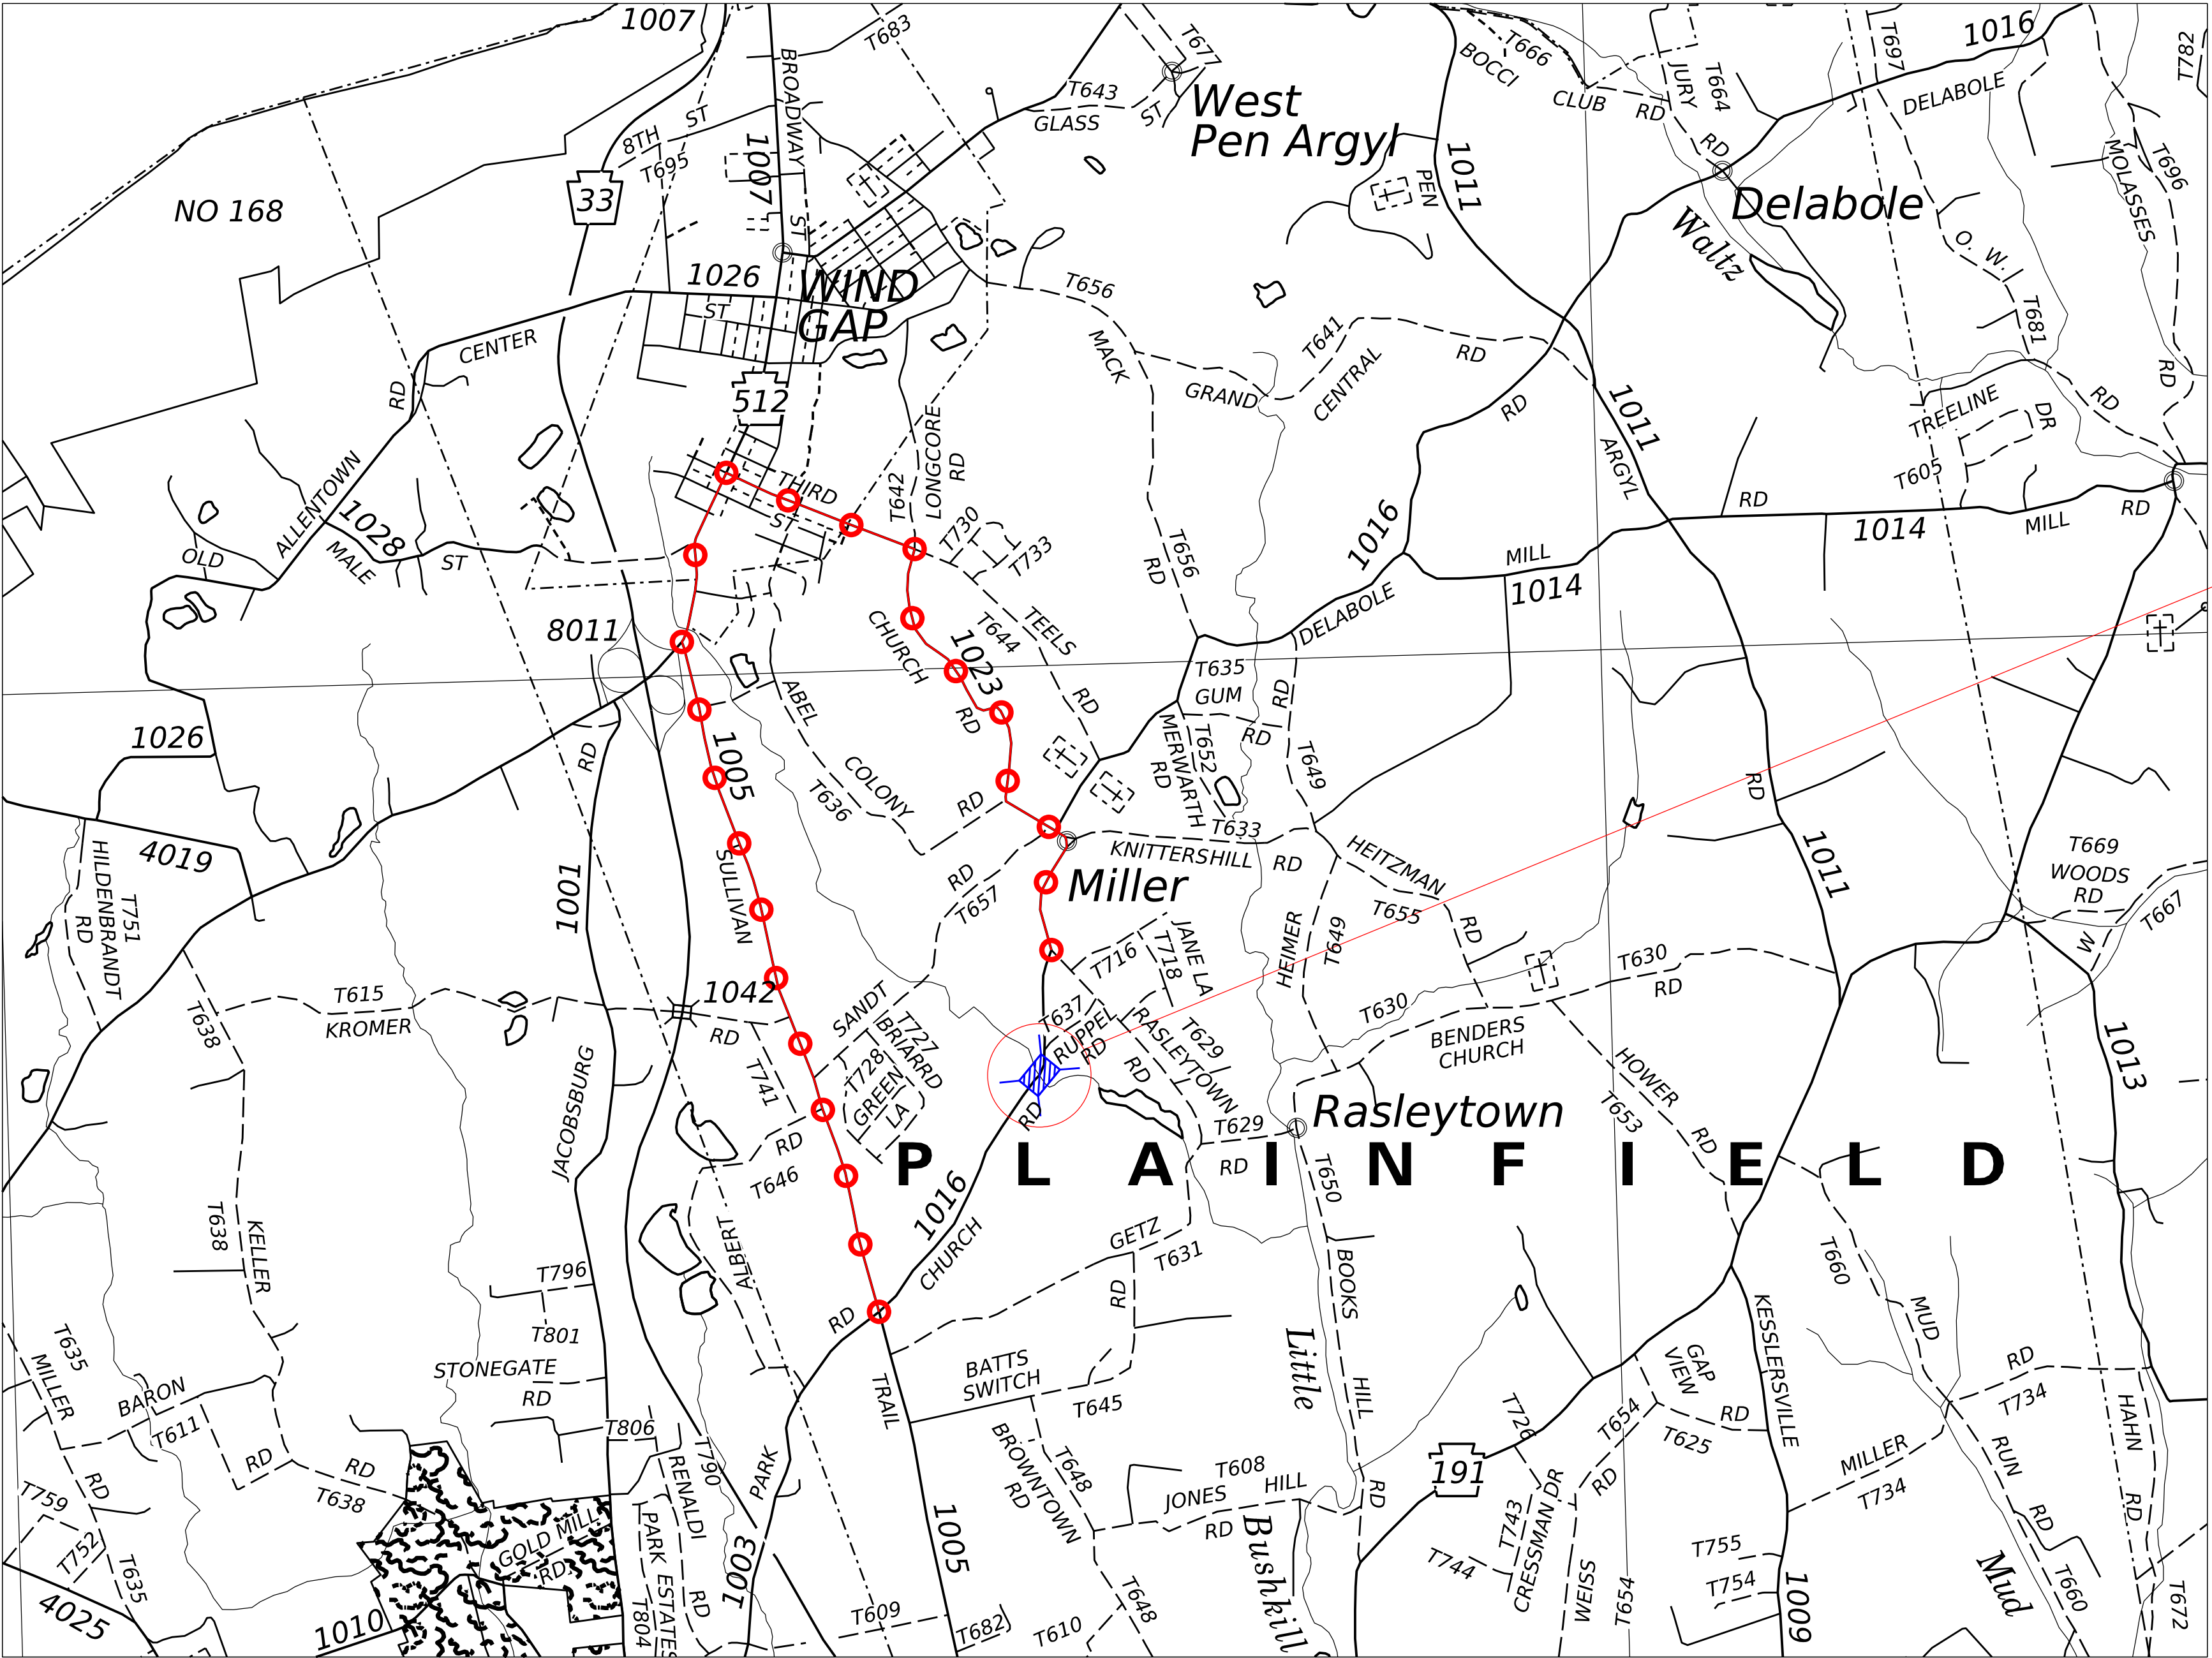 1007
BROADWAY
T683
T677
T666
BOCCI
JURY
T664
T697
1016
T782
NO 168
33
8TH
ST
T695
1007
ST
T643
GLASS
ST
West
Pen Argyl
CLUB
RD
RD
DELABOLE
1011
PEN
Delabole
Waltz
MOLASSES
T696
O. W.
T681
RD
1026
ST
WIND
GAP
CENTER
RD
512
T656
MACK
T641
GRAND
CENTRAL
RD
RD
1011
ARGYL
TREELINE
DR
RD
T605
RD
MILL
RD
1014
ALLENTOWN
OLD
1028
MALE
ST
THIRD
ST
T642
LONGCORE
RD
T730
T733
T656
RD
1016
MILL
1014
DELABOLE
8011
CHURCH
1023
T644
TEELS
RD
RD
T635
GUM
RD
RD
1026
RD
1005
ABEL
COLONY
T636
RD
MERWARTH
RD
T652
T649
RD
4019
HILDENBRANDT
RD
T751
1001
SULLIVAN
RD
T657
T633
KNITTERSHILL
RD
Miller
HEITZMAN
T655
RD
1011
T669
WOODS
RD
T667
W
T615
KROMER
T638
1042
RD
SANDT
T716
T718
JANE LA
HEIMER
T649
T630
RD
T630
BENDERS
CHURCH
1013
T741
T728
GREEN
LA
T727
BRIARD
T637
RUPPEL
RD
RASLEYTOWN
RD
T629
HOWER
T653
RD
JACOBSBURG
RD
T646
RD
T629
RD
Rasleytown
PLAINFIELD
T638
KELLER
ALBERT
1016
CHURCH
GETZ
T631
RD
T650
BOOKS
T660
MUD
T796
T801
STONEGATE
RD
RD
T635
MILLER
BARON
T611
RD
BATTS
SWITCH
T645
TRAIL
Little
HILL
KESSLERVILLE
GAP
VIEW
RD
T625
T654
RD
T726
RD
T734
HAHN
RD
T806
RENALDI
T790
PARK
RD
T638
RD
T759
T752
T635
BROWNTOWN
RD
T648
T608
JONES
HILL
RD
RD
191
CRESSMAN DR
T743
T744
WEISS
T654
MILLER
T734
RUN
RD
GOLD MILL
RD
PARK ESTATES
T804
RD
1003
1005
Bushkill
T755
T754
1009
Mud
T660
T672
4025
1010
T609
T682
T610
T648